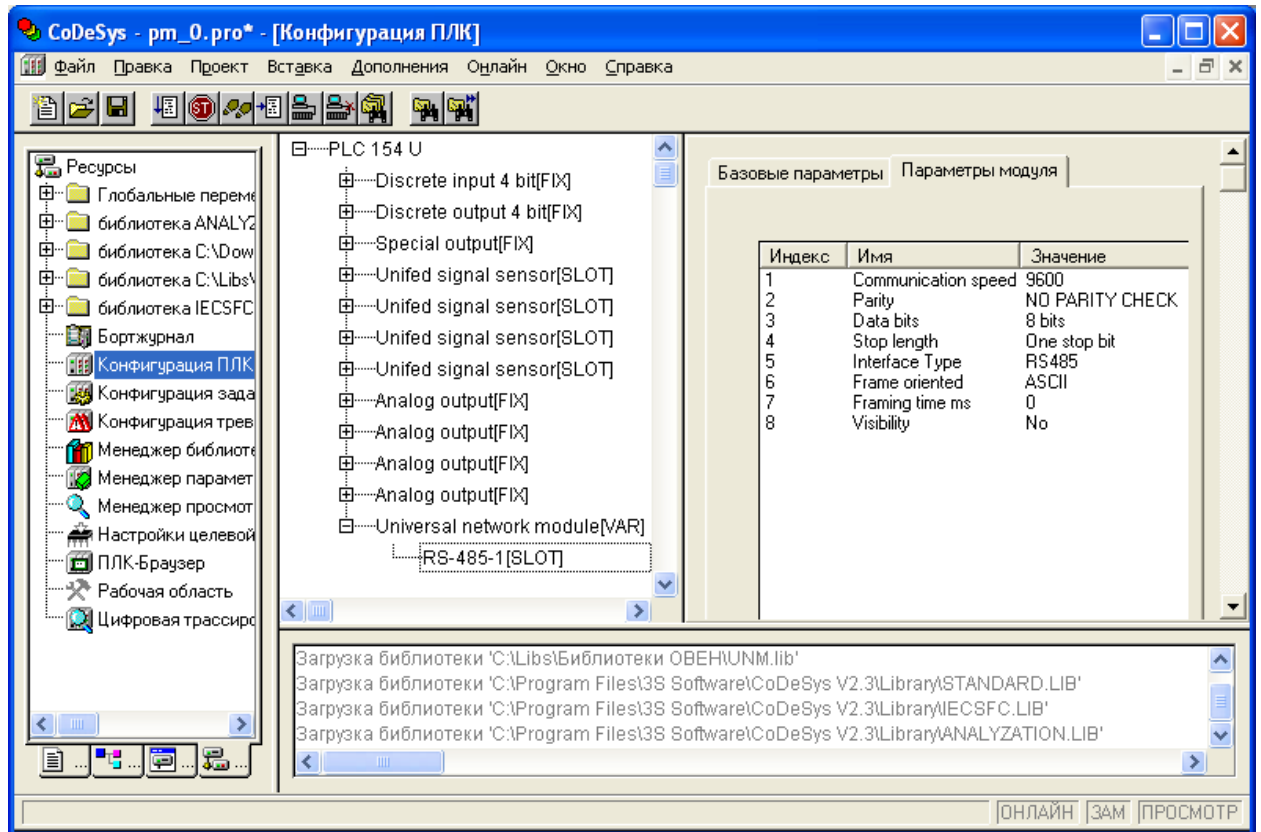 CoDeSys - pm_0.pro* - [Конфигурация ПЛК]
Файл Правка Проект Вставка Дополнения Онлайн Окно Справка
Ресурсы
Глобальные переме
библиотека ANALYZ
библиотека C:\Dow
библиотека C:\Libs\
библиотека IECSFC
Бортжурнал
Конфигурация ПЛК
Конфигурация зада
Конфигурация трев
Менеджер библиоте
Менеджер парамет
Менеджер просмот
Настройки целевой
ПЛК-Браузер
Рабочая область
Цифровая трассиро
... ... ... ...
PLC 154 U
Discrete input 4 bit[FIX]
Discrete output 4 bit[FIX]
Special output[FIX]
Unifed signal sensor[SLOT]
Unifed signal sensor[SLOT]
Unifed signal sensor[SLOT]
Unifed signal sensor[SLOT]
Analog output[FIX]
Analog output[FIX]
Analog output[FIX]
Analog output[FIX]
Universal network module[VAR]
RS-485-1[SLOT]
Базовые параметры Параметры модуля
Индекс Имя Значение
1 Communication speed 9600
2 Parity NO PARITY CHECK
3 Data bits 8 bits
4 Stop length One stop bit
5 Interface Type RS485
6 Frame oriented ASCII
7 Framing time ms 0
8 Visibility No
Загрузка библиотеки 'C:\Libs\Библиотеки ОВЕН\UNM.lib'
Загрузка библиотеки 'C:\Program Files\3S Software\CoDeSys V2.3\Library\STANDARD.LIB'
Загрузка библиотеки 'C:\Program Files\3S Software\CoDeSys V2.3\Library\IECSFC.LIB'
Загрузка библиотеки 'C:\Program Files\3S Software\CoDeSys V2.3\Library\ANALYZATION.LIB'
ОНЛАЙН ЗАМ ПРОСМОТР